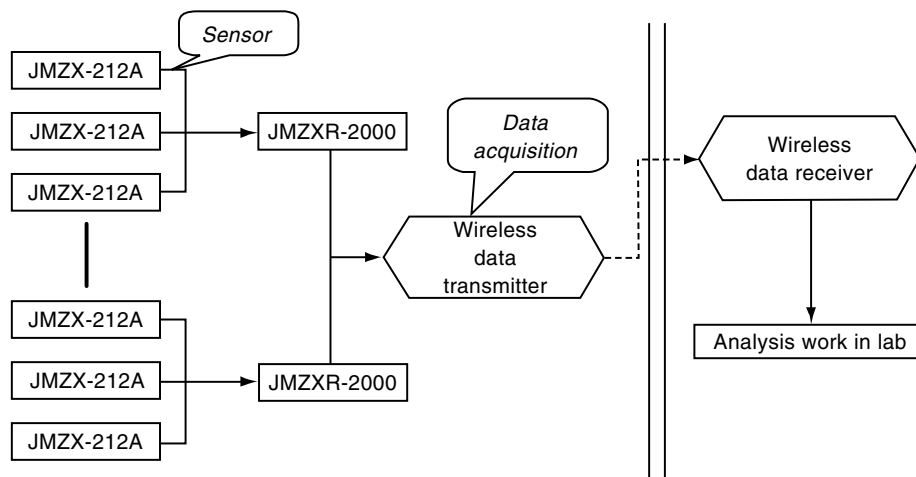 Sensor
JMZX-212A
JMZX-212A
JMZX-212A
JMZXR-2000
Data
acquisition
Wireless
data
transmitter
Wireless
data receiver
JMZX-212A
JMZX-212A
JMZX-212A
JMZXR-2000
Analysis work in lab